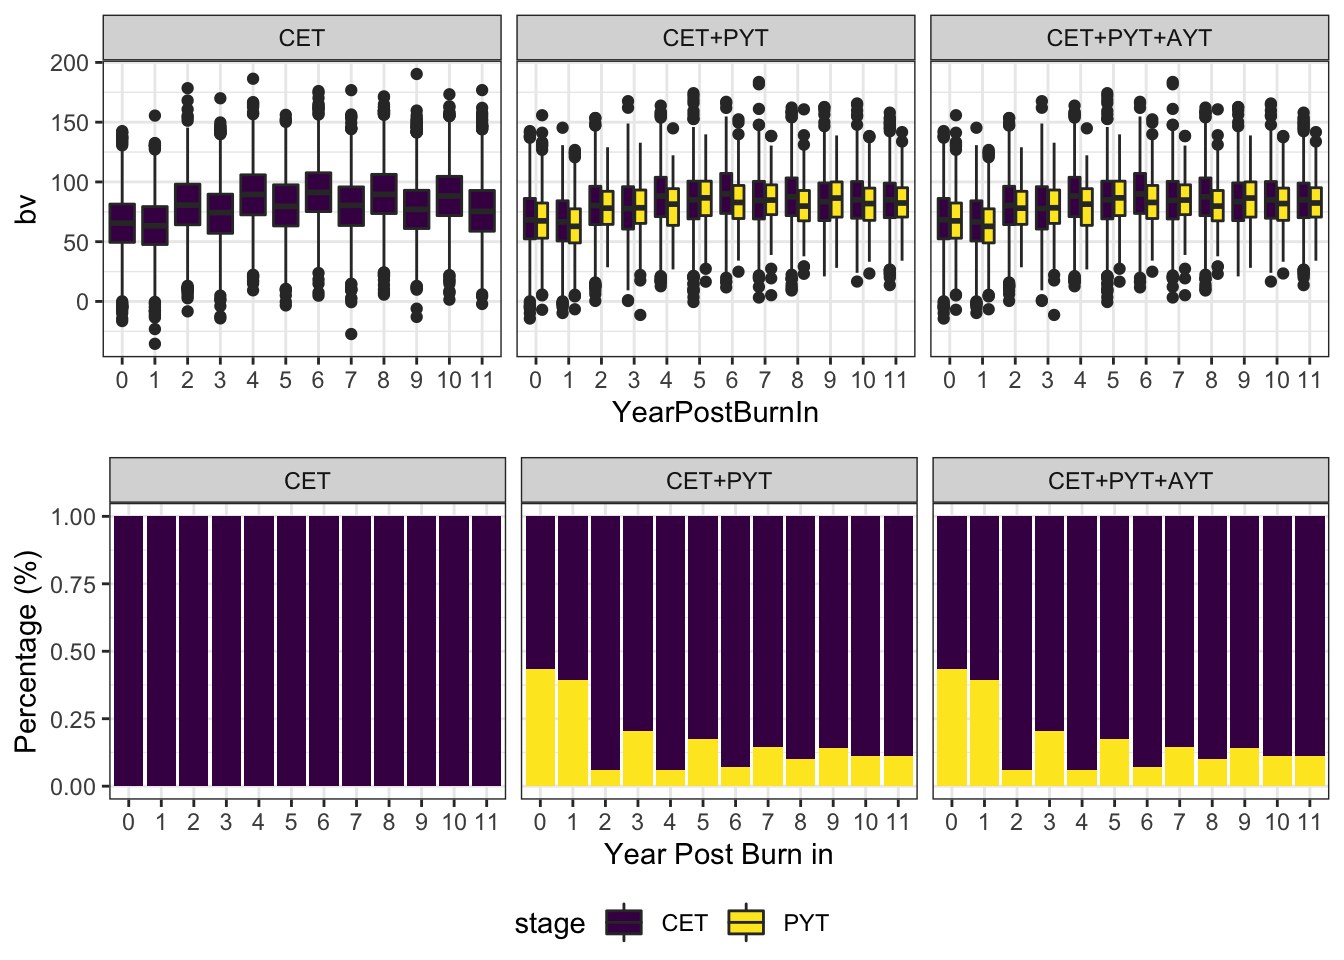 CET CET+PYT CET+PYT+AYT
200
150
100
50
0
bv
0 1 2 3 4 5 6 7 8 9 10 11 0 1 2 3 4 5 6 7 8 9 10 11 0 1 2 3 4 5 6 7 8 9 10 11
YearPostBurnIn
CET CET+PYT CET+PYT+AYT
1.00
0.75
0.50
0.25
0.00
Percentage (%)
0 1 2 3 4 5 6 7 8 9 10 11 0 1 2 3 4 5 6 7 8 9 10 11 0 1 2 3 4 5 6 7 8 9 10 11
Year Post Burn in
stage CET PYT